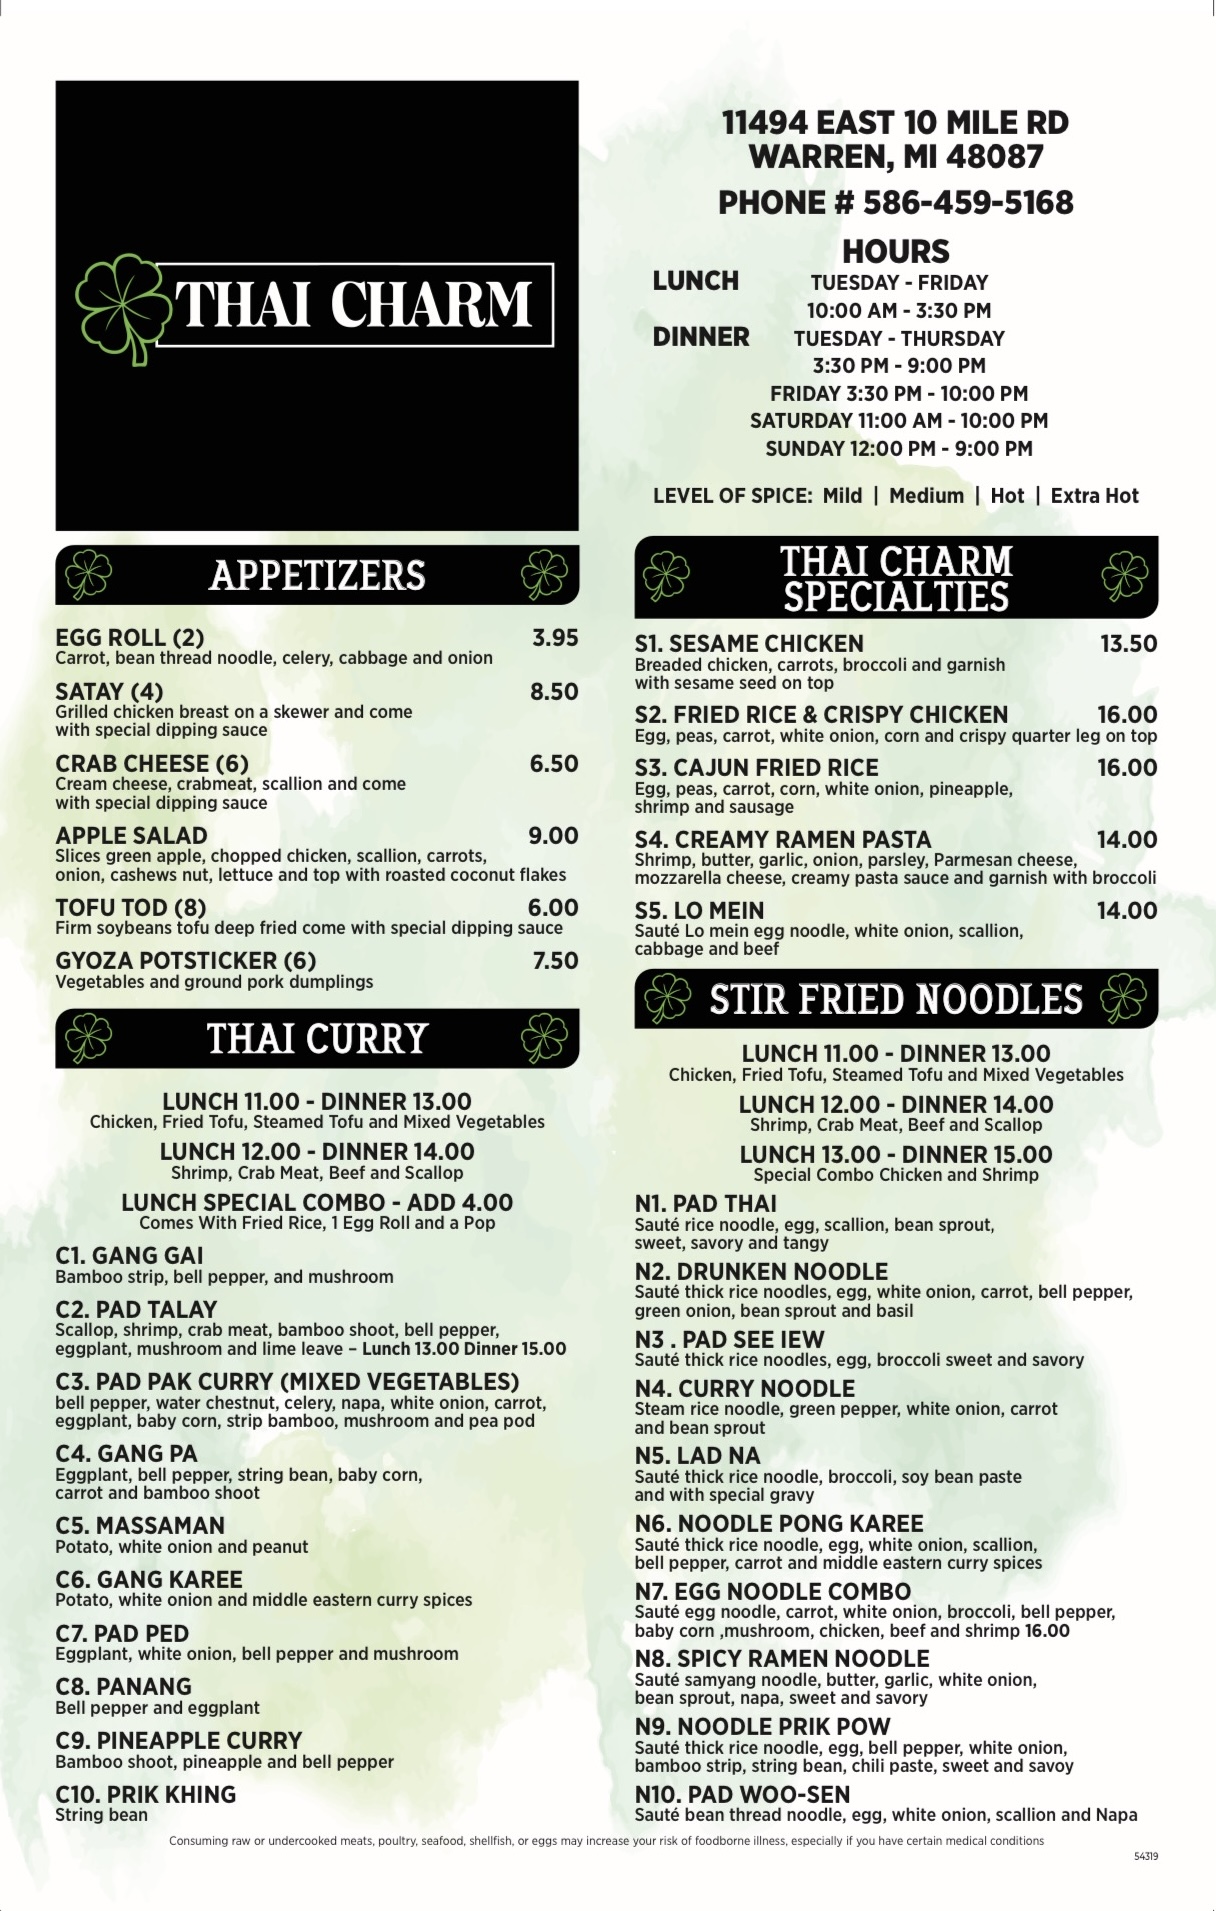 THAI CHARM
11494 EAST 10 MILE RD
WARREN, MI 48087
PHONE # 586-459-5168
HOURS
LUNCH TUESDAY - FRIDAY
10:00 AM - 3:30 PM
DINNER TUESDAY - THURSDAY
3:30 PM - 9:00 PM
FRIDAY 3:30 PM - 10:00 PM
SATURDAY 11:00 AM - 10:00 PM
SUNDAY 12:00 PM - 9:00 PM
LEVEL OF SPICE: Mild | Medium | Hot | Extra Hot
APPETIZERS
EGG ROLL (2) 3.95
Carrot, bean thread noodle, celery, cabbage and onion
SATAY (4) 8.50
Grilled chicken breast on a skewer and come
with special dipping sauce
CRAB CHEESE (6) 6.50
Cream cheese, crabmeat, scallion and come
with special dipping sauce
APPLE SALAD 9.00
Slices green apple, chopped chicken, scallion, carrots,
onion, cashews nut, lettuce and top with roasted coconut flakes
TOFU TOD (8) 6.00
Firm soybeans tofu deep fried come with special dipping sauce
GYOZA POTSTICKER (6) 7.50
Vegetables and ground pork dumplings
THAI CURRY
LUNCH 11.00 - DINNER 13.00
Chicken, Fried Tofu, Steamed Tofu and Mixed Vegetables
LUNCH 12.00 - DINNER 14.00
Shrimp, Crab Meat, Beef and Scallop
LUNCH SPECIAL COMBO - ADD 4.00
Comes With Fried Rice, 1 Egg Roll and a Pop
C1. GANG GAI
Bamboo strip, bell pepper, and mushroom
C2. PAD TALAY
Scallop, shrimp, crab meat, bamboo shoot, bell pepper,
eggplant, mushroom and lime leave – Lunch 13.00 Dinner 15.00
C3. PAD PAK CURRY (MIXED VEGETABLES)
bell pepper, water chestnut, celery, napa, white onion, carrot,
eggplant, baby corn, strip bamboo, mushroom and pea pod
C4. GANG PA
Eggplant, bell pepper, string bean, baby corn,
carrot and bamboo shoot
C5. MASSAMAN
Potato, white onion and peanut
C6. GANG KAREE
Potato, white onion and middle eastern curry spices
C7. PAD PED
Eggplant, white onion, bell pepper and mushroom
C8. PANANG
Bell pepper and eggplant
C9. PINEAPPLE CURRY
Bamboo shoot, pineapple and bell pepper
C10. PRIK KHING
String bean
THAI CHARM
SPECIALTIES
S1. SESAME CHICKEN 13.50
Breaded chicken, carrots, broccoli and garnish
with sesame seed on top
S2. FRIED RICE & CRISPY CHICKEN 16.00
Egg, peas, carrot, white onion, corn and crispy quarter leg on top
S3. CAJUN FRIED RICE 16.00
Egg, peas, carrot, corn, white onion, pineapple,
shrimp and sausage
S4. CREAMY RAMEN PASTA 14.00
Shrimp, butter, garlic, onion, parsley, Parmesan cheese,
mozzarella cheese, creamy pasta sauce and garnish with broccoli
S5. LO MEIN 14.00
Sauté Lo mein egg noodle, white onion, scallion,
cabbage and beef
STIR FRIED NOODLES
LUNCH 11.00 - DINNER 13.00
Chicken, Fried Tofu, Steamed Tofu and Mixed Vegetables
LUNCH 12.00 - DINNER 14.00
Shrimp, Crab Meat, Beef and Scallop
LUNCH 13.00 - DINNER 15.00
Special Combo Chicken and Shrimp
N1. PAD THAI
Sauté rice noodle, egg, scallion, bean sprout,
sweet, savory and tangy
N2. DRUNKEN NOODLE
Sauté thick rice noodles, egg, white onion, carrot, bell pepper,
green onion, bean sprout and basil
N3 . PAD SEE IEW
Sauté thick rice noodles, egg, broccoli sweet and savory
N4. CURRY NOODLE
Steam rice noodle, green pepper, white onion, carrot
and bean sprout
N5. LAD NA
Sauté thick rice noodle, broccoli, soy bean paste
and with special gravy
N6. NOODLE PONG KAREE
Sauté thick rice noodle, egg, white onion, scallion,
bell pepper, carrot and middle eastern curry spices
N7. EGG NOODLE COMBO
Sauté egg noodle, carrot, white onion, broccoli, bell pepper,
baby corn ,mushroom, chicken, beef and shrimp 16.00
N8. SPICY RAMEN NOODLE
Sauté samyang noodle, butter, garlic, white onion,
bean sprout, napa, sweet and savory
N9. NOODLE PRIK POW
Sauté thick rice noodle, egg, bell pepper, white onion,
bamboo strip, string bean, chili paste, sweet and savoy
N10. PAD WOO-SEN
Sauté bean thread noodle, egg, white onion, scallion and Napa
Consuming raw or undercooked meats, poultry, seafood, shellfish, or eggs may increase your risk of foodborne illness, especially if you have certain medical conditions
54319